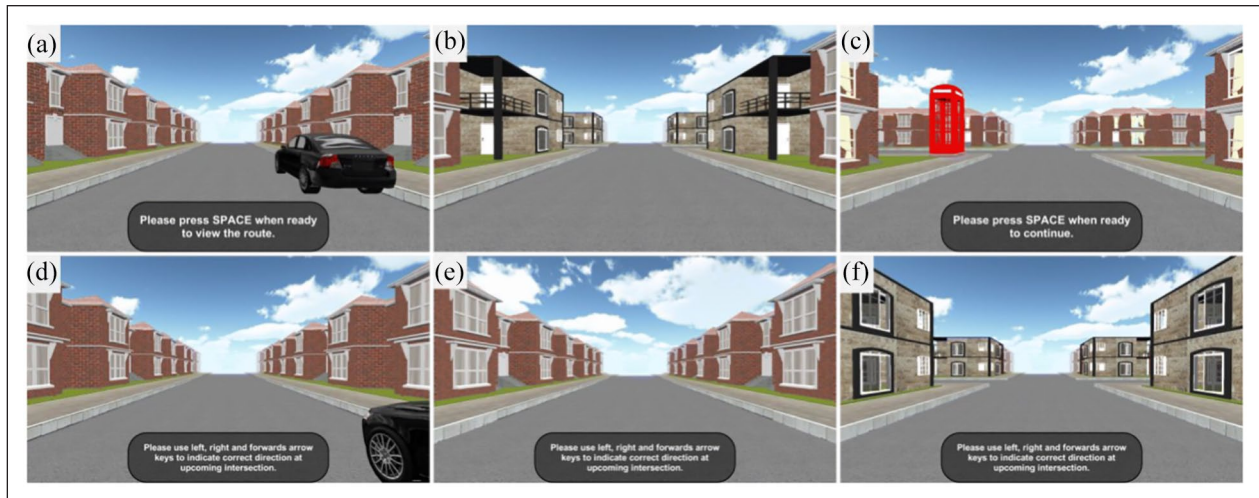 (a)
Please press SPACE when ready
to view the route.
(b)
(c)
Please press SPACE when ready
to continue.
(d)
Please use left, right and forwards arrow
keys to indicate correct direction at
upcoming intersection.
(e)
Please use left, right and forwards arrow
keys to indicate correct direction at
upcoming intersection.
(f)
Please use left, right and forwards arrow
keys to indicate correct direction at
upcoming intersection.